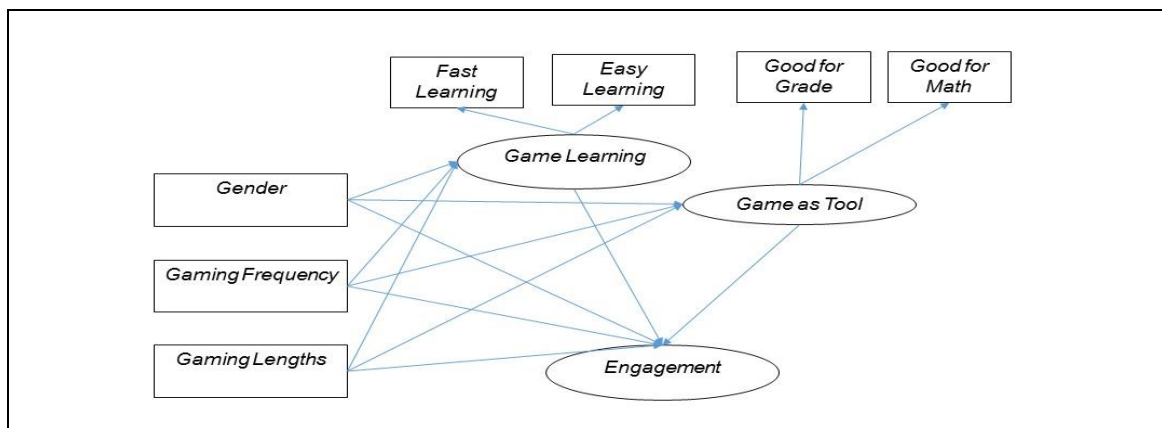 Fast
Learning
Easy
Learning
Good for
Grade
Good for
Math
Game Learning
Gender
Game as Tool
Gaming Frequency
Gaming Lengths
Engagement